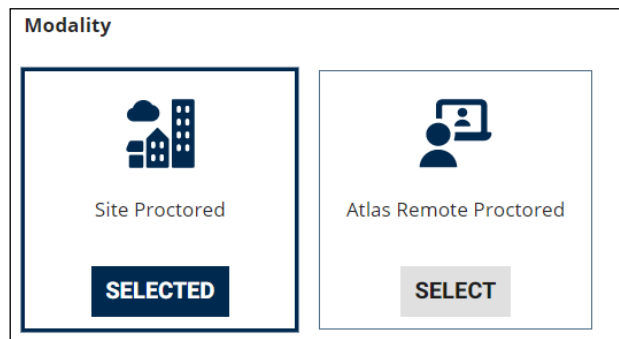 Modality
Site Proctored
Atlas Remote Proctored
SELECTED
SELECT